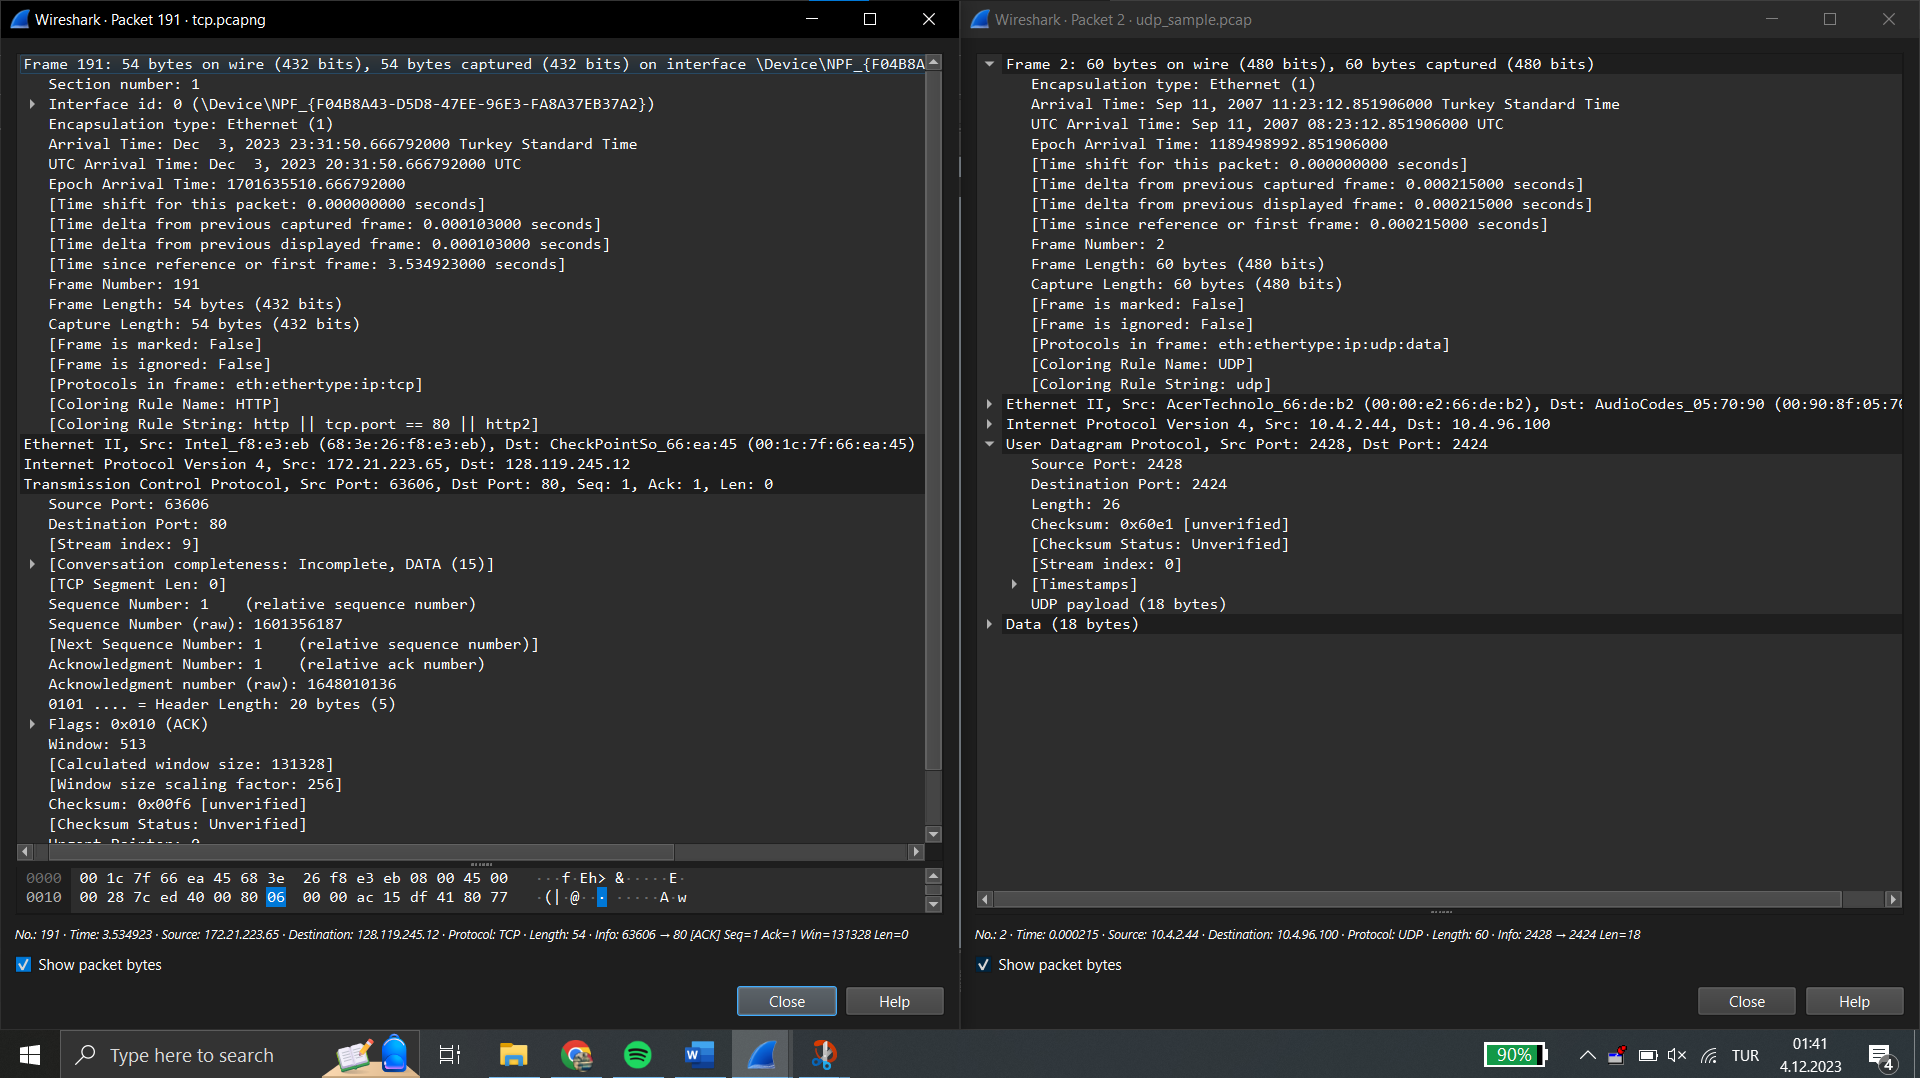 Wireshark · Packet 191 · tcp.pcapng
Frame 191: 54 bytes on wire (432 bits), 54 bytes captured (432 bits) on interface \Device\NPF_{F04B8A
Section number: 1
Interface id: 0 (\Device\NPF_{F04B8A43-D5D8-47EE-96E3-FA8A37EB37A2})
Encapsulation type: Ethernet (1)
Arrival Time: Dec  3, 2023 23:31:50.666792000 Turkey Standard Time
UTC Arrival Time: Dec  3, 2023 20:31:50.666792000 UTC
Epoch Arrival Time: 1701635510.666792000
[Time shift for this packet: 0.000000000 seconds]
[Time delta from previous captured frame: 0.000103000 seconds]
[Time delta from previous displayed frame: 0.000103000 seconds]
[Time since reference or first frame: 3.534923000 seconds]
Frame Number: 191
Frame Length: 54 bytes (432 bits)
Capture Length: 54 bytes (432 bits)
[Frame is marked: False]
[Frame is ignored: False]
[Protocols in frame: eth:ethertype:ip:tcp]
[Coloring Rule Name: HTTP]
[Coloring Rule String: http || tcp.port == 80 || http2]
Ethernet II, Src: Intel_f8:e3:eb (68:3e:26:f8:e3:eb), Dst: CheckPointSo_66:ea:45 (00:1c:7f:66:ea:45)
Internet Protocol Version 4, Src: 172.21.223.65, Dst: 128.119.245.12
Transmission Control Protocol, Src Port: 63606, Dst Port: 80, Seq: 1, Ack: 1, Len: 0
Source Port: 63606
Destination Port: 80
[Stream index: 9]
[Conversation completeness: Incomplete, DATA (15)]
[TCP Segment Len: 0]
Sequence Number: 1    (relative sequence number)
Sequence Number (raw): 1601356187
[Next Sequence Number: 1    (relative sequence number)]
Acknowledgment Number: 1    (relative ack number)
Acknowledgment number (raw): 1648010136
0101 .... = Header Length: 20 bytes (5)
Flags: 0x010 (ACK)
Window: 513
[Calculated window size: 131328]
[Window size scaling factor: 256]
Checksum: 0x00f6 [unverified]
[Checksum Status: Unverified]
Urgent Pointer: 0
0000  00 1c 7f 66 ea 45 68 3e  26 f8 e3 eb 08 00 45 00   ···f·Eh> &·····E·
0010  00 28 7c ed 40 00 80 06  00 00 ac 15 df 41 80 77   ·(|·@··· ·····A·w
No.: 191 · Time: 3.534923 · Source: 172.21.223.65 · Destination: 128.119.245.12 · Protocol: TCP · Length: 54 · Info: 63606 → 80 [ACK] Seq=1 Ack=1 Win=131328 Len=0
Show packet bytes
Close
Help
Wireshark · Packet 2 · udp_sample.pcap
Frame 2: 60 bytes on wire (480 bits), 60 bytes captured (480 bits)
Encapsulation type: Ethernet (1)
Arrival Time: Sep 11, 2007 11:23:12.851906000 Turkey Standard Time
UTC Arrival Time: Sep 11, 2007 08:23:12.851906000 UTC
Epoch Arrival Time: 1189498992.851906000
[Time shift for this packet: 0.000000000 seconds]
[Time delta from previous captured frame: 0.000215000 seconds]
[Time delta from previous displayed frame: 0.000215000 seconds]
[Time since reference or first frame: 0.000215000 seconds]
Frame Number: 2
Frame Length: 60 bytes (480 bits)
Capture Length: 60 bytes (480 bits)
[Frame is marked: False]
[Frame is ignored: False]
[Protocols in frame: eth:ethertype:ip:udp:data]
[Coloring Rule Name: UDP]
[Coloring Rule String: udp]
Ethernet II, Src: AcerTechnolo_66:de:b2 (00:00:e2:66:de:b2), Dst: AudioCodes_05:70:90 (00:90:8f:05:70
Internet Protocol Version 4, Src: 10.4.2.44, Dst: 10.4.96.100
User Datagram Protocol, Src Port: 2428, Dst Port: 2424
Source Port: 2428
Destination Port: 2424
Length: 26
Checksum: 0x60e1 [unverified]
[Checksum Status: Unverified]
[Stream index: 0]
[Timestamps]
UDP payload (18 bytes)
Data (18 bytes)
No.: 2 · Time: 0.000215 · Source: 10.4.2.44 · Destination: 10.4.96.100 · Protocol: UDP · Length: 60 · Info: 2428 → 2424 Len=18
Show packet bytes
Close
Help
Type here to search
90%
TUR
01:41
4.12.2023
4